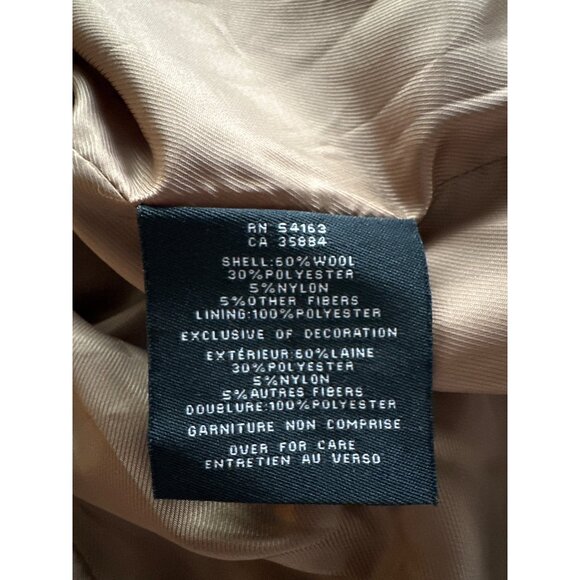 RN 54163
CA 35884
SHELL:60%WOOL
30%POLYESTER
5%NYLON
5%OTHER FIBERS
LINING:100%POLYESTER
EXCLUSIVE OF DECORATION
EXTÉRIEUR:60%LAINE
30%POLYESTER
5%NYLON
5%AUTRES FIBERS
DOUBLURE:100%POLYESTER
GARNITURE NON COMPRISE
OVER FOR CARE
ENTRETIEN AU VERSO